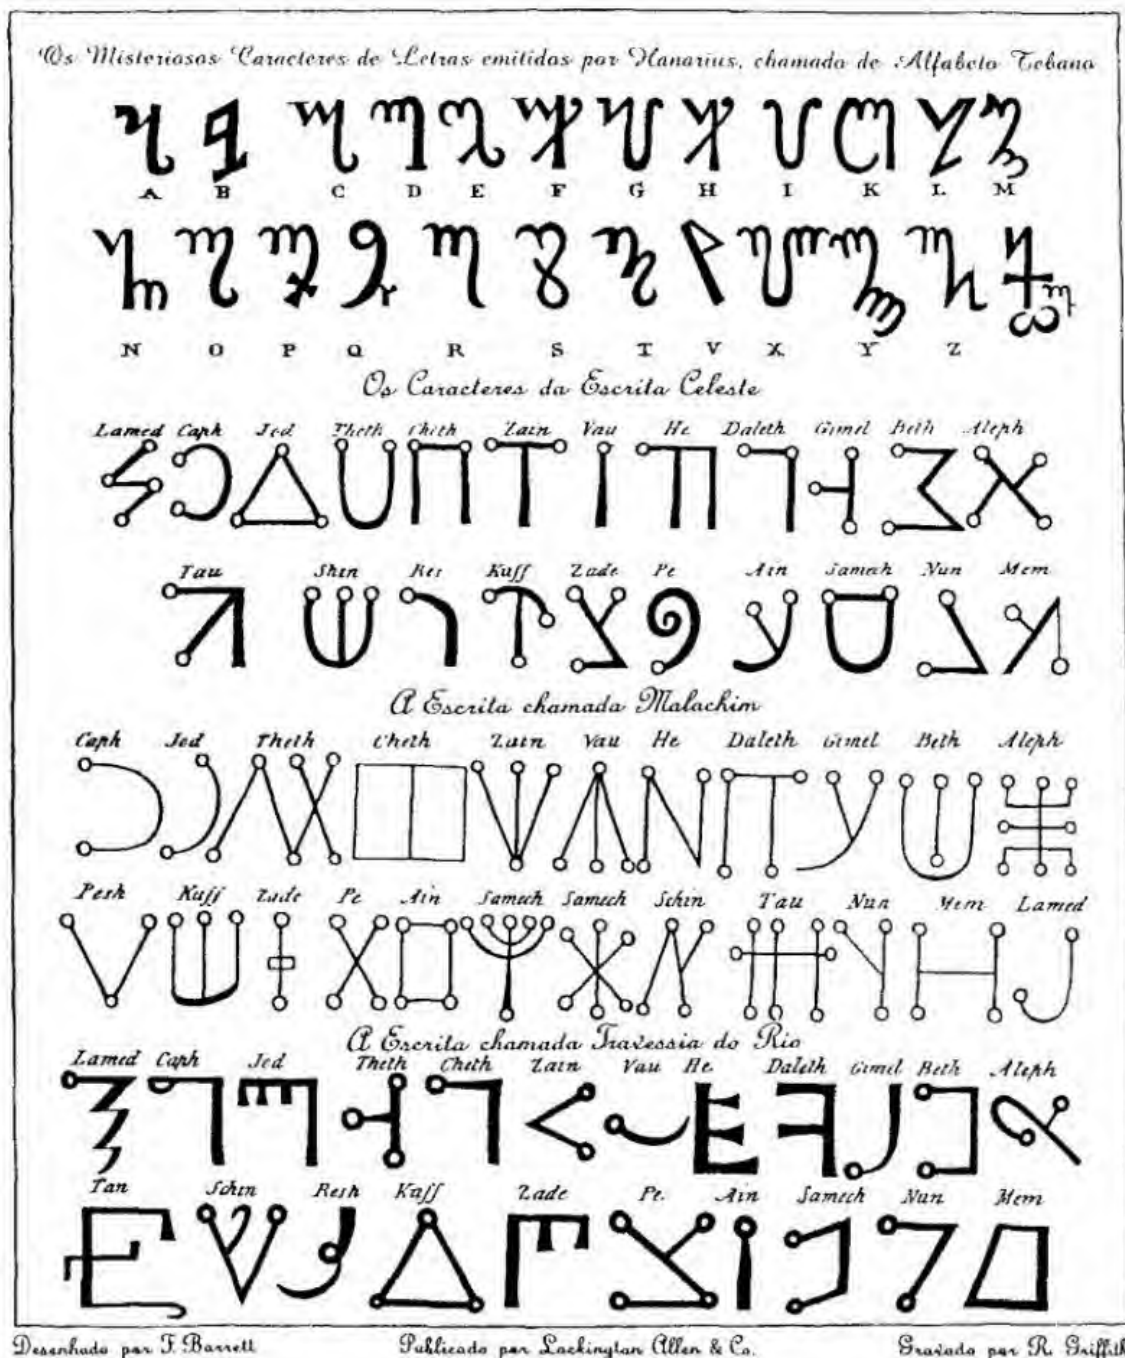 Os Misteriosos Caracteres de Letras emitidos por Hanarius, chamado de Alfabeto Tebano
A B C D E F G H I K L M
N O P Q R S T V X Y Z
Os Caracteres da Escrita Celeste
Lamed Caph Jed Theth Cheth Zain Vau He Daleth Gimel Beth Aleph
Tau Shin Res Kuff Zade Pe Ain Samech Nun Mem
A Escrita chamada Malachim
Caph Jod Theth Cheth Zain Vau He Daleth Gimel Beth Aleph
Pesh Kuff Zade Pe Ain Samech Samech Schin Tau Nun Mem Lamed
A Escrita chamada Travessia do Rio
Lamed Caph Jod Theth Cheth Zain Vau He Daleth Gimel Beth Aleph
Tan Schin Resh Kaff Zade Pe. Ain Samech Nun Mem
Desenhado por F. Barrett Publicado por Lackington Allen & Co. Gravado por R. Griffith